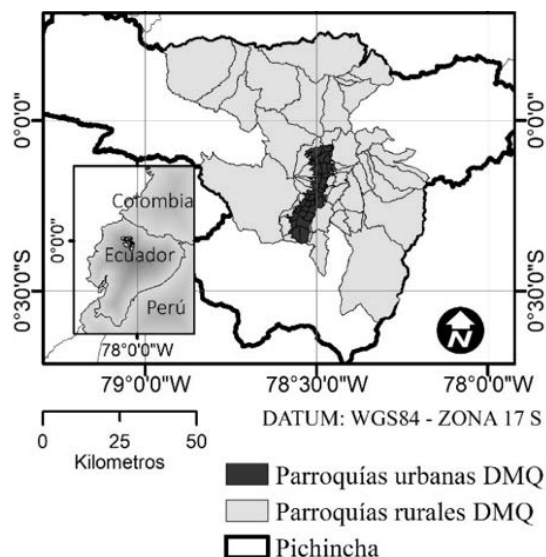 0°0'0"
0°0'0"
Colombia
0°0'0"
Ecuador
Perú
78°0'0"W
0°30'0"S
0°30'0"S
N
79°0'0"W
78°30'0"W
78°0'0"W
DATUM: WGS84 - ZONA 17 S
0 25 50
Kilometros
Parroquías urbanas DMQ
Parroquías rurales DMQ
Pichincha